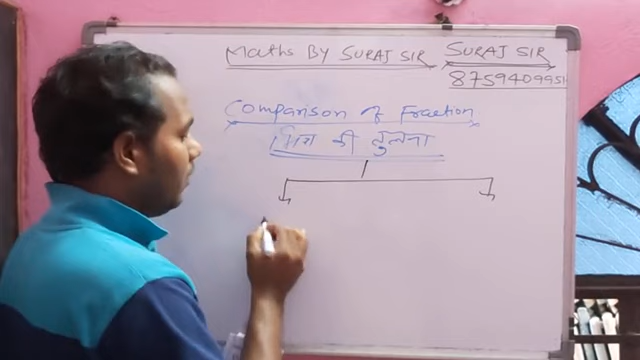 Maths By SURAJ SIR
SURAJ SIR
8759409951
Comparison of Fraction
भिन्न की तुलना